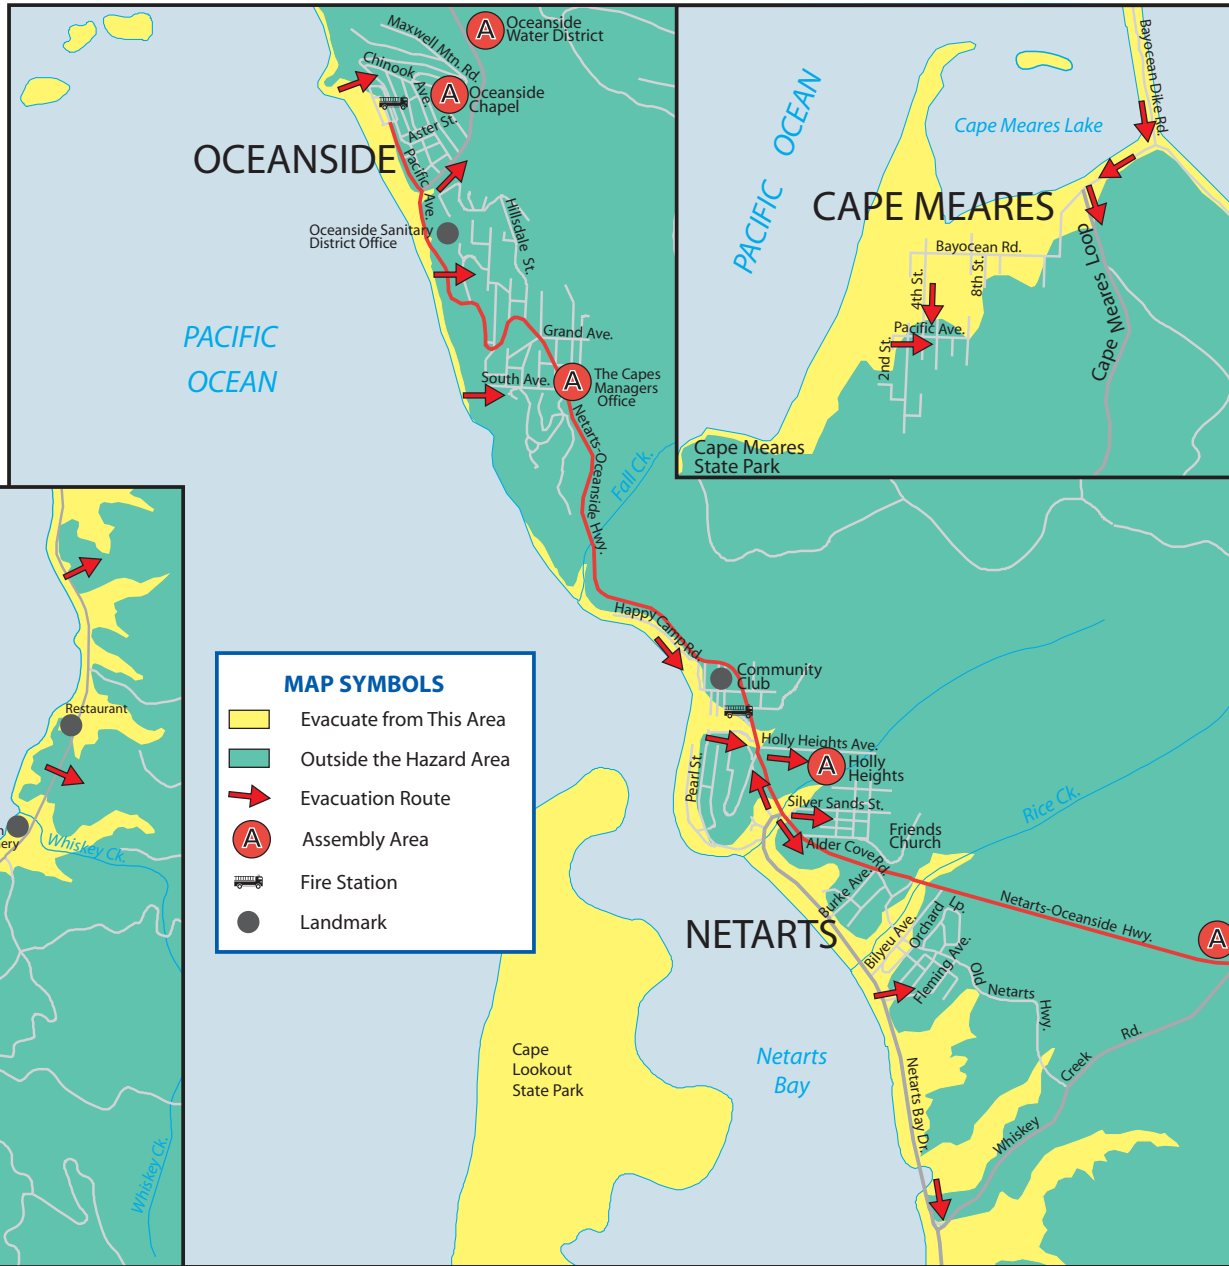 Oceanside
Water District
Maxwell Mtn. Rd.
Chinook Ave.
A
A
Oceanside
Chapel
Aster St.
OCEANSIDE
Pacific Ave.
Hillsdale St.
Oceanside Sanitary
District Office
PACIFIC
OCEAN
Grand Ave.
South Ave.
A
The Capes
Managers
Office
Netarts-Oceanside Hwy.
Fall Ck.
Bayocean Dike Rd.
PACIFIC OCEAN
Cape Meares Lake
CAPE MEARES
Bayocean Rd.
4th St.
8th St.
Pacific Ave.
2nd St.
Cape Meares Loop
Cape Meares
State Park
Restaurant
Whiskey Ck.
ery
Whiskey Ck.
MAP SYMBOLS
Evacuate from This Area
Outside the Hazard Area
Evacuation Route
A
Assembly Area
Fire Station
Landmark
Happy Camp Rd.
Community
Club
Holly Heights Ave.
A
Holly
Heights
Pearl St.
Silver Sands St.
Friends
Church
Rice Ck.
Alder Cove Rd.
Burke Ave.
NETARTS
Bilyeu Ave.
Orchard Lp.
Fleming Ave.
Netarts-Oceanside Hwy.
A
Old Netarts Hwy.
Whiskey Creek Rd.
Netarts Bay Dr.
Netarts
Bay
Cape
Lookout
State Park